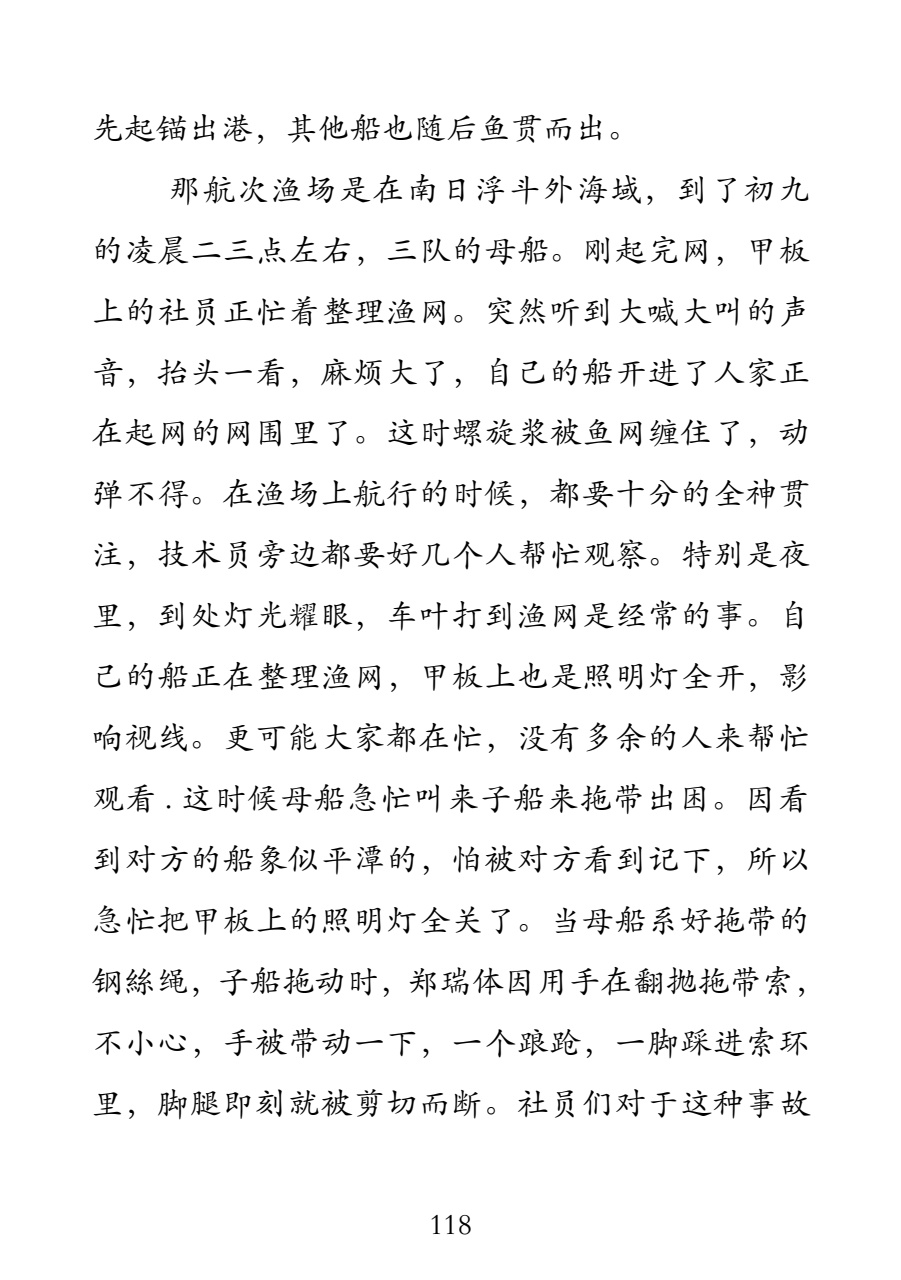 先起锚出港，其他船也随后鱼贯而出。
那航次渔场是在南日浮斗外海域，到了初九
的凌晨二三点左右，三队的母船。刚起完网，甲板
上的社员正忙着整理渔网。突然听到大喊大叫的声
音，抬头一看，麻烦大了，自己的船开进了人家正
在起网的网围里了。这时螺旋浆被鱼网缠住了，动
弹不得。在渔场上航行的时候，都要十分的全神贯
注，技术员旁边都要好几个人帮忙观察。特别是夜
里，到处灯光耀眼，车叶打到渔网是经常的事。自
己的船正在整理渔网，甲板上也是照明灯全开，影
响视线。更可能大家都在忙，没有多余的人来帮忙
观看.这时候母船急忙叫来子船来拖带出困。因看
到对方的船象似平潭的，怕被对方看到记下，所以
急忙把甲板上的照明灯全关了。当母船系好拖带的
钢絲绳，子船拖动时，郑瑞体因用手在翻抛拖带索，
不小心，手被带动一下，一个踉跄，一脚踩进索环
里，脚腿即刻就被剪切而断。社员们对于这种事故
118